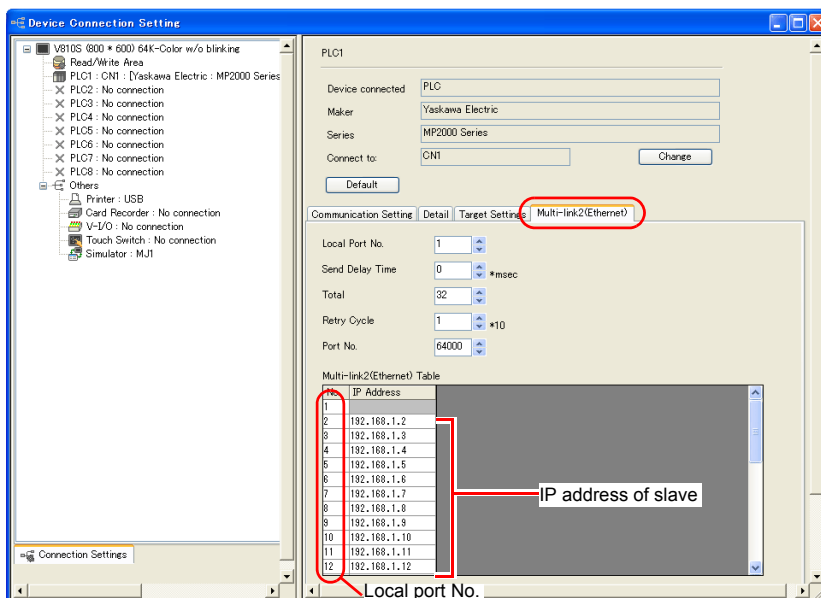 Device Connection Setting
V810S (800 * 600) 64K-Color w/o blinking
Read/Write Area
PLC1 : CN1 : [Yaskawa Electric : MP2000 Series
PLC2 : No connection
PLC3 : No connection
PLC4 : No connection
PLC5 : No connection
PLC6 : No connection
PLC7 : No connection
PLC8 : No connection
Others
Printer : USB
Card Recorder : No connection
V-I/O : No connection
Touch Switch : No connection
Simulator : MJ1
Connection Settings
PLC1
Device connected PLC
Maker Yaskawa Electric
Series MP2000 Series
Connect to: CN1 Change
Default
Communication Setting Detail Target Settings Multi-link2(Ethernet)
Local Port No. 1
Send Delay Time 0 *msec
Total 32
Retry Cycle 1 *10
Port No. 64000
Multi-link2(Ethernet) Table
No. IP Address
1
2 192.168.1.2
3 192.168.1.3
4 192.168.1.4
5 192.168.1.5
6 192.168.1.6
7 192.168.1.7
8 192.168.1.8
9 192.168.1.9
10 192.168.1.10
11 192.168.1.11
12 192.168.1.12
IP address of slave
Local port No.